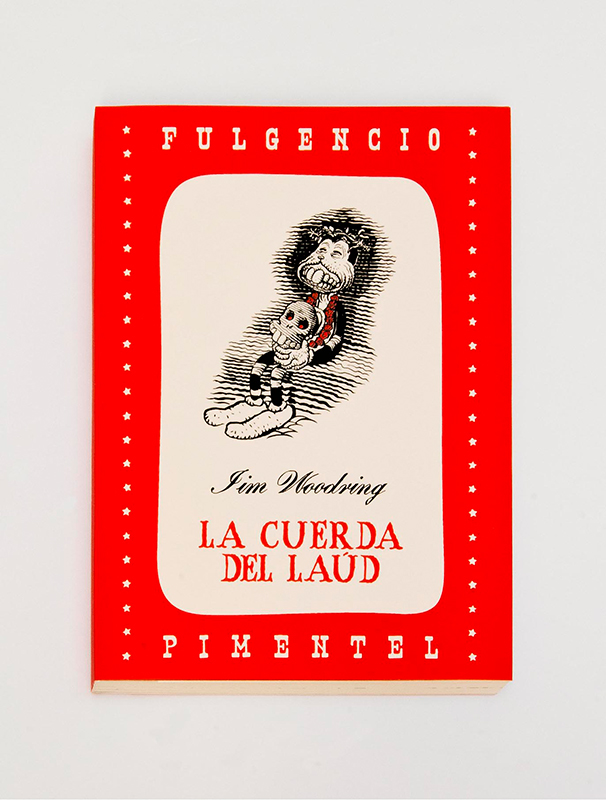 FULGENCIO
Jim Woodring
LA CUERDA
DEL LAÚD
PIMENTEL